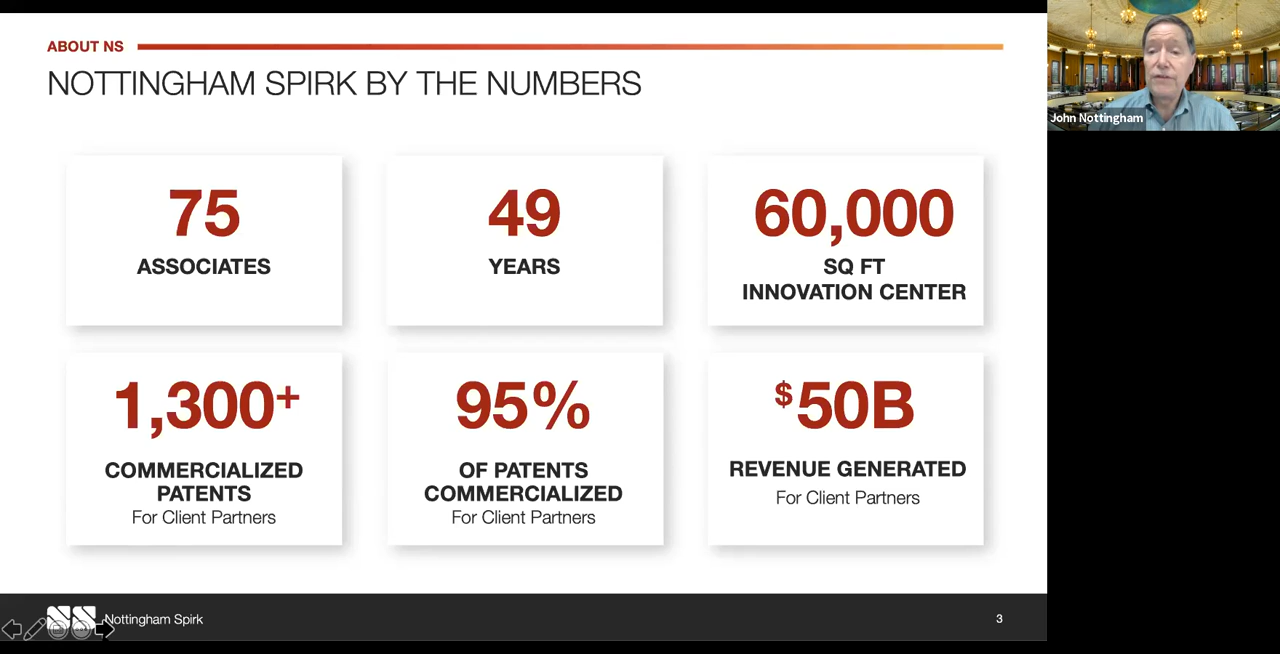 ABOUT NS
NOTTINGHAM SPIRK BY THE NUMBERS
75
ASSOCIATES
49
YEARS
60,000
SQ FT
INNOVATION CENTER
1,300+
COMMERCIALIZED
PATENTS
For Client Partners
95%
OF PATENTS
COMMERCIALIZED
For Client Partners
$50B
REVENUE GENERATED
For Client Partners
Nottingham Spirk
3
John Nottingham